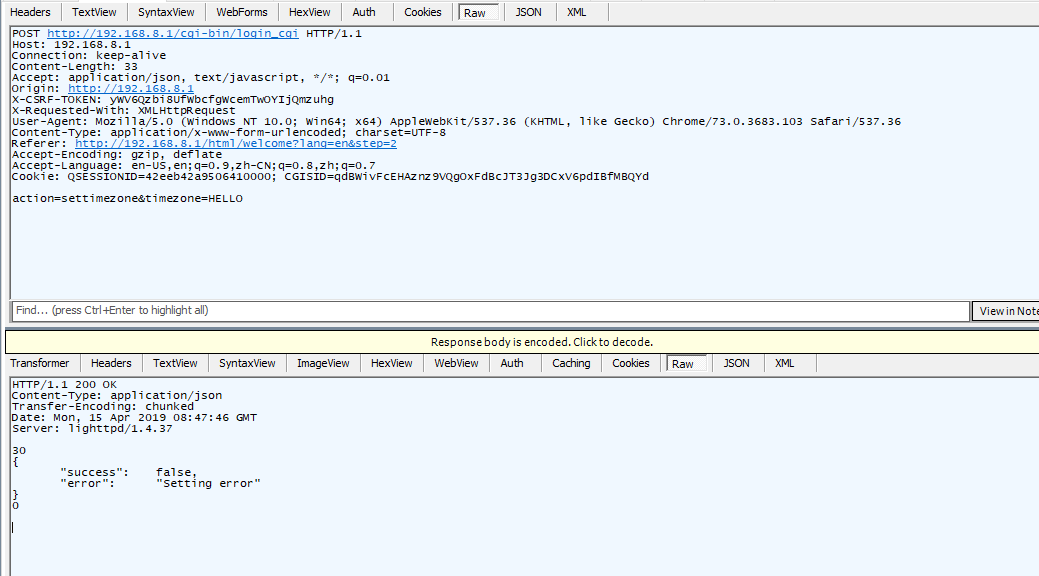 Headers TextView SyntaxView WebForms HexView Auth Cookies Raw JSON XML
POST http://192.168.8.1/cgi-bin/login_cgi HTTP/1.1
Host: 192.168.8.1
Connection: keep-alive
Content-Length: 33
Accept: application/json, text/javascript, */*; q=0.01
Origin: http://192.168.8.1
X-CSRF-TOKEN: yWV6Qzbi8UfWbcfgWcemTwOYIjQmzuhg
X-Requested-With: XMLHttpRequest
User-Agent: Mozilla/5.0 (Windows NT 10.0; Win64; x64) AppleWebKit/537.36 (KHTML, like Gecko) Chrome/73.0.3683.103 Safari/537.36
Content-Type: application/x-www-form-urlencoded; charset=UTF-8
Referer: http://192.168.8.1/html/welcome?lang=en&step=2
Accept-Encoding: gzip, deflate
Accept-Language: en-US,en;q=0.9,zh-CN;q=0.8,zh;q=0.7
Cookie: QSESSIONID=42eeb42a9506410000; CGISID=qdBWivFcEHAznz9VQgOxFdBcJT3Jg3DCxV6pdIBfMBQYd
action=settimezone&timezone=HELLO
Find... (press Ctrl+Enter to highlight all) View in Note
Response body is encoded. Click to decode.
Transformer Headers TextView SyntaxView ImageView HexView WebView Auth Caching Cookies Raw JSON XML
HTTP/1.1 200 OK
Content-Type: application/json
Transfer-Encoding: chunked
Date: Mon, 15 Apr 2019 08:47:46 GMT
Server: lighttpd/1.4.37
30
{
"success": false,
"error": "Setting error"
}
0